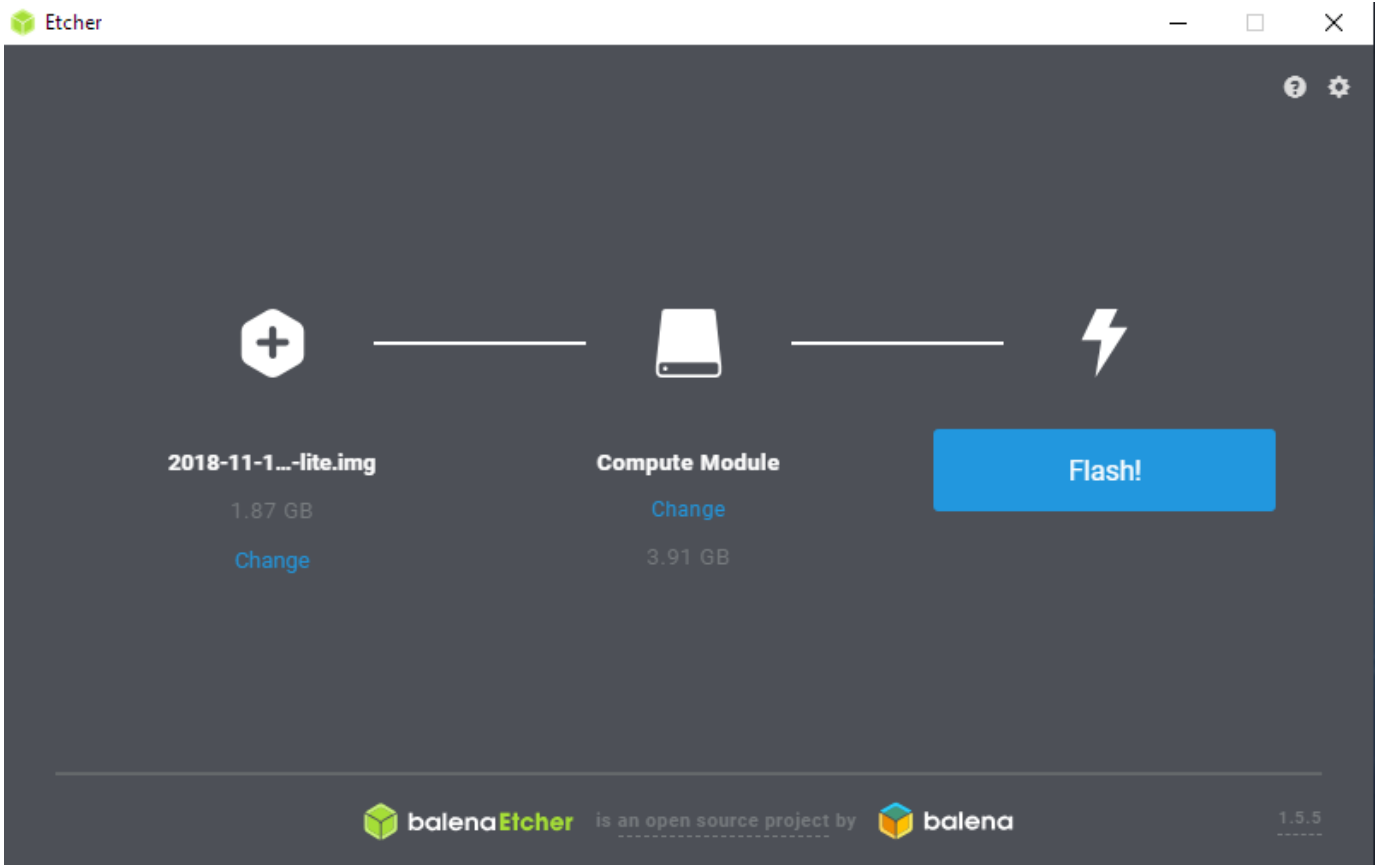 Etcher
2018-11-1...-lite.img
1.87 GB
Change
Compute Module
Change
3.91 GB
Flash!
balenaEtcher is an open source project by balena
1.5.5